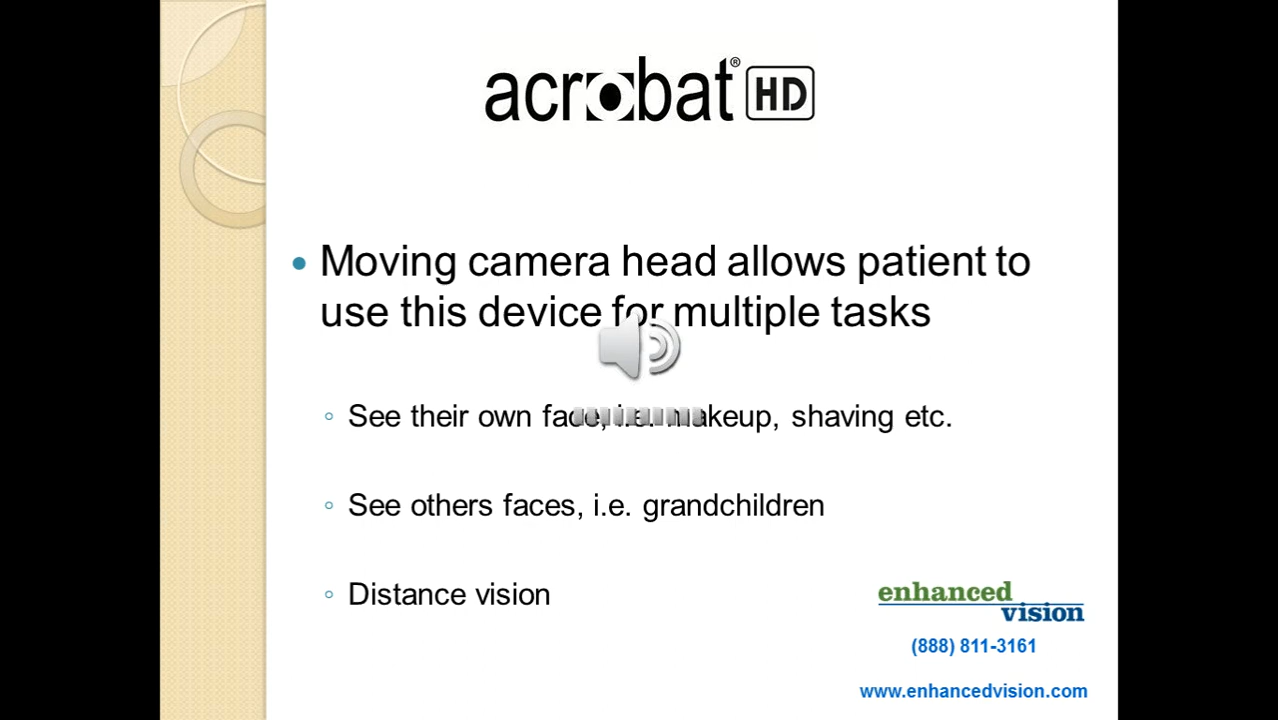 acrobat® HD
• Moving camera head allows patient to
use this device for multiple tasks
◦ See their own face, i.e. makeup, shaving etc.
◦ See others faces, i.e. grandchildren
◦ Distance vision
enhanced
vision
(888) 811-3161
www.enhancedvision.com